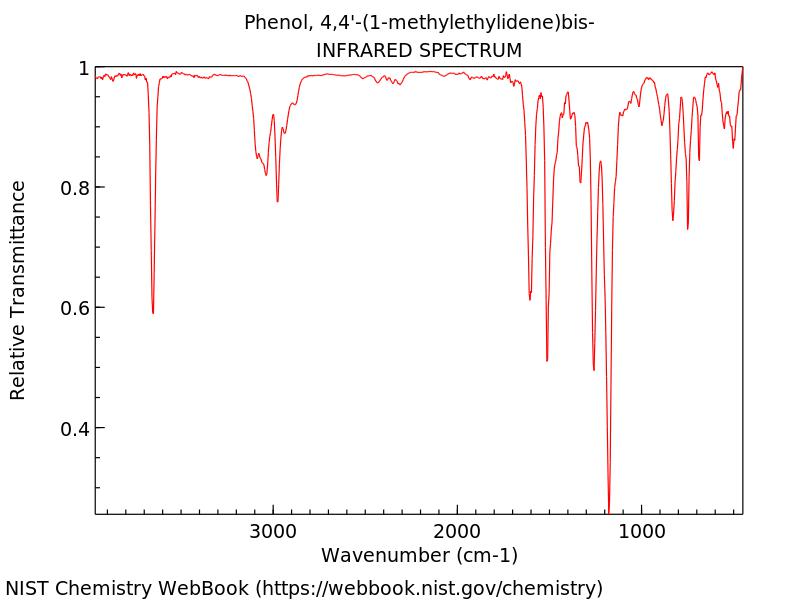 Phenol, 4,4'-(1-methylethylidene)bis-
INFRARED SPECTRUM
1
0.8
0.6
0.4
Relative Transmittance
3000 2000 1000
Wavenumber (cm-1)
NIST Chemistry WebBook (https://webbook.nist.gov/chemistry)